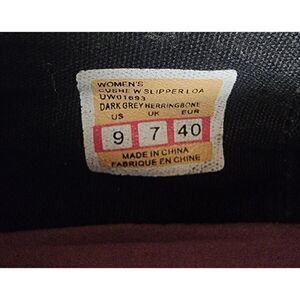 WOMEN'S
CUSHE W SLIPPER LOA
UW01693
DARK GREY HERRINGBONE
US UK EUR
9 7 40
MADE IN CHINA
FABRIQUE EN CHINE